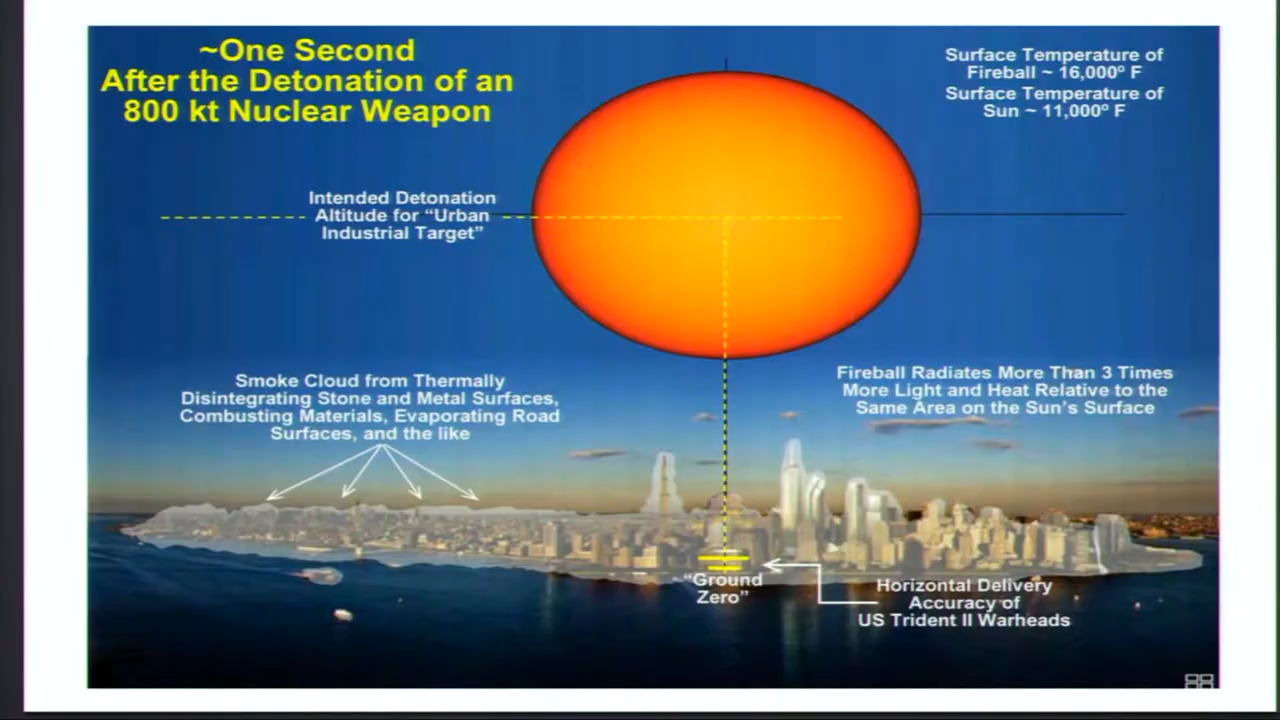 ~One Second
After the Detonation of an
800 kt Nuclear Weapon
Surface Temperature of
Fireball ~ 16,000º F
Surface Temperature of
Sun ~ 11,000º F
Intended Detonation
Altitude for “Urban
Industrial Target”
Smoke Cloud from Thermally
Disintegrating Stone and Metal Surfaces,
Combusting Materials, Evaporating Road
Surfaces, and the like
Fireball Radiates More Than 3 Times
More Light and Heat Relative to the
Same Area on the Sun's Surface
“Ground
Zero”
Horizontal Delivery
Accuracy of
US Trident II Warheads